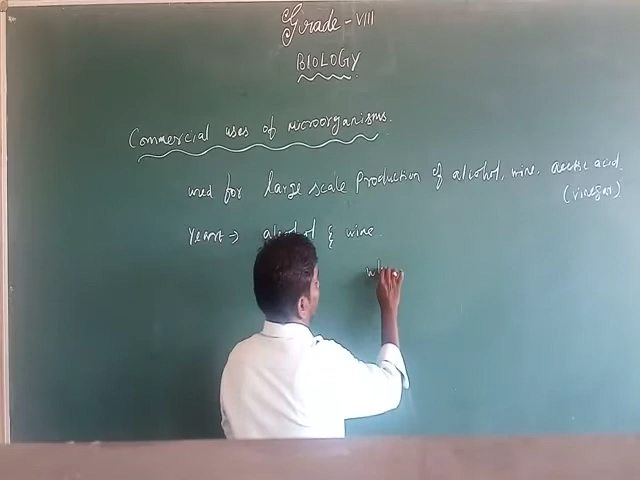 Grade - VIII
BIOLOGY
Commercial uses of microorganisms.
used for large scale Production of alcohol, wine. acetic acid.
(vinegar)
Yeast → alcohol & wine.